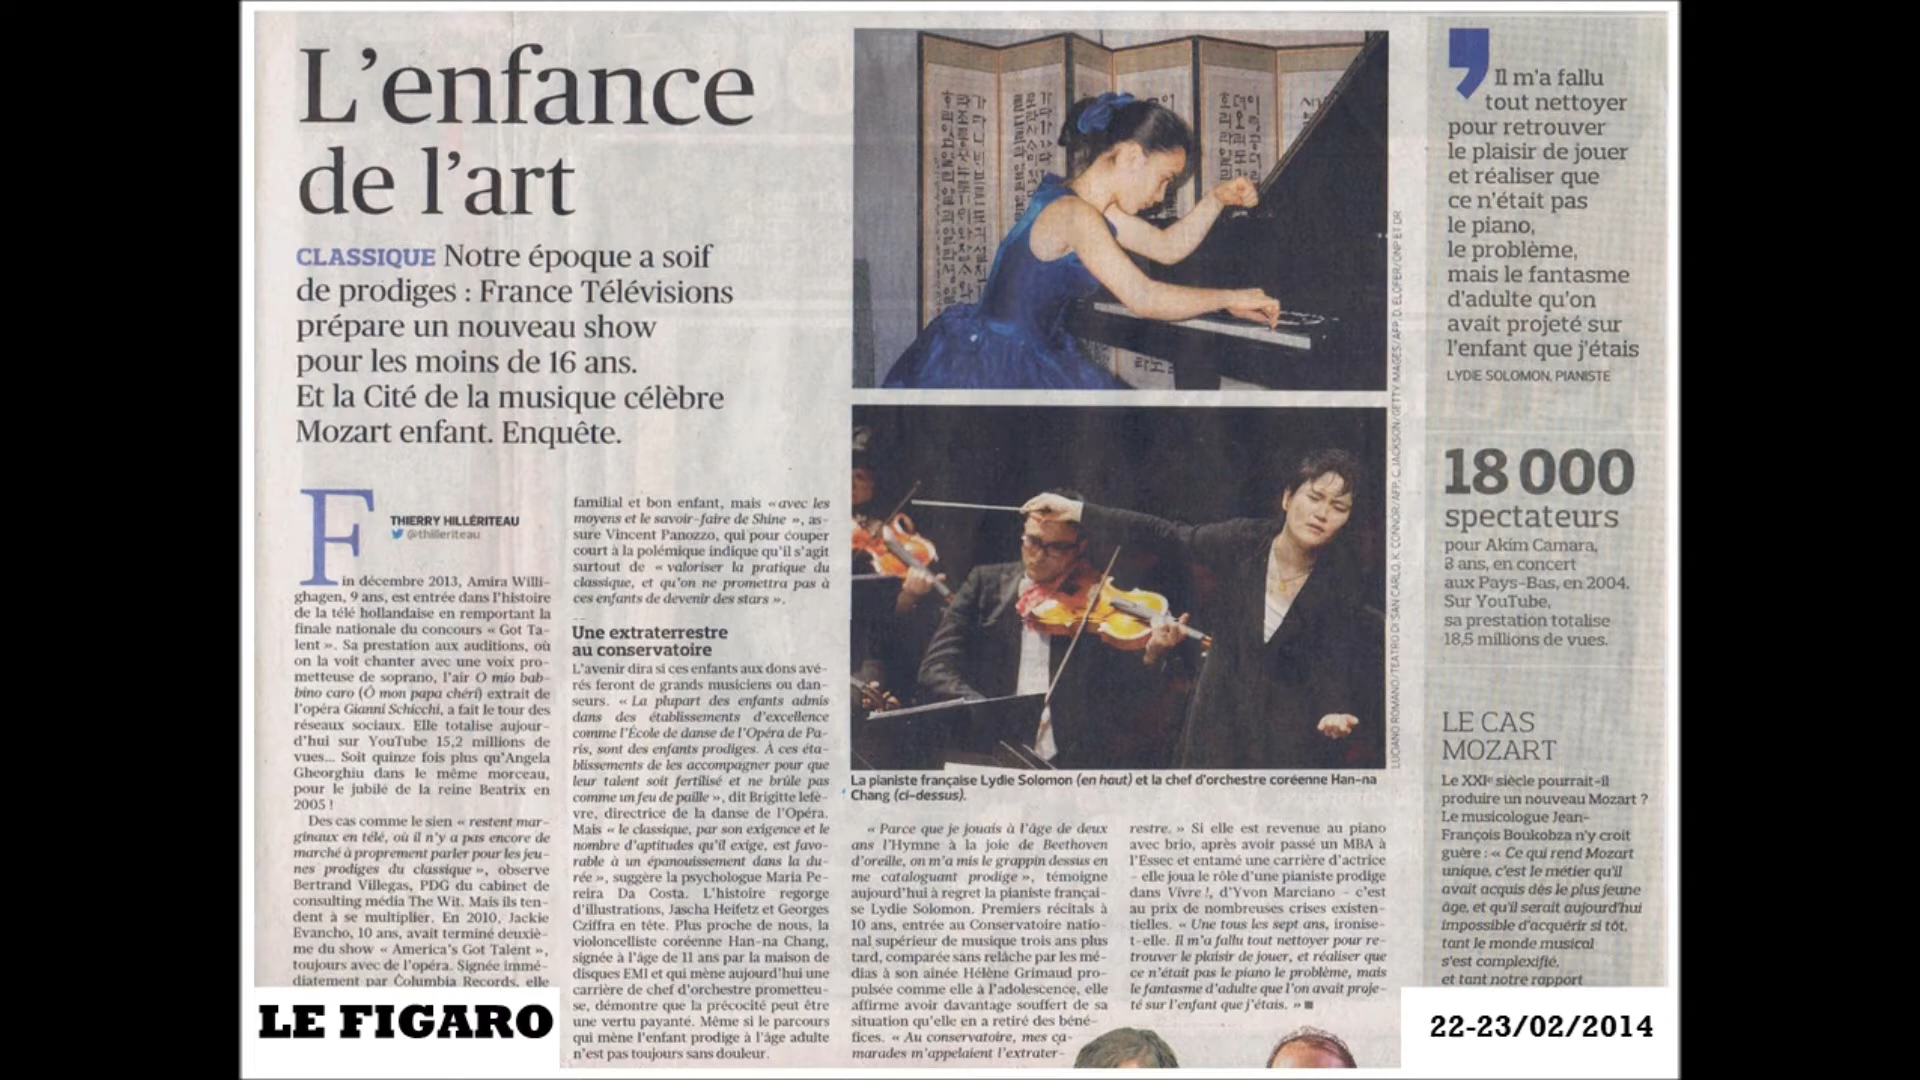 L'enfance
de l'art
CLASSIQUE Notre époque a soif
de prodiges : France Télévisions
prépare un nouveau show
pour les moins de 16 ans.
Et la Cité de la musique célèbre
Mozart enfant. Enquête.
THIERRY HILLÉRITEAU
@thilleriteau
Fin décembre 2013, Amira Willi-
ghagen, 9 ans, est entrée dans l'histoire
de la télé hollandaise en remportant la
finale nationale du concours « Got Ta-
lent ». Sa prestation aux auditions, où
on la voit chanter avec une voix pro-
metteuse de soprano, l'air O mio bab-
bino caro (Ô mon papa chéri) extrait de
l'opéra Gianni Schicchi, a fait le tour des
réseaux sociaux. Elle totalise aujour-
d'hui sur YouTube 15,2 millions de
vues... Soit quinze fois plus qu'Angela
Gheorghiu dans le même morceau,
pour le jubilé de la reine Beatrix en
2005 !
Des cas comme le sien « restent mar-
ginaux en télé, où il n'y a pas encore de
marché à proprement parler pour les jeu-
nes prodiges du classique », observe
Bertrand Villegas, PDG du cabinet de
consulting média The Wit. Mais ils ten-
dent à se multiplier. En 2010, Jackie
Evancho, 10 ans, avait terminé deuxiè-
me du show « America's Got Talent »,
toujours avec de l'opéra. Signée immé-
diatement par Columbia Records, elle
familial et bon enfant, mais « avec les
moyens et le savoir-faire de Shine », as-
sure Vincent Panozzo, qui pour couper
court à la polémique indique qu'il s'agit
surtout de « valoriser la pratique du
classique, et qu'on ne promettra pas à
ces enfants de devenir des stars ».
Une extraterrestre
au conservatoire
L'avenir dira si ces enfants aux dons avé-
rés feront de grands musiciens ou dan-
seurs. « La plupart des enfants admis
dans des établissements d'excellence
comme l'École de danse de l'Opéra de Pa-
ris, sont des enfants prodiges. À ces éta-
blissements de les accompagner pour que
leur talent soit fertilisé et ne brûle pas
comme un feu de paille », dit Brigitte lefè-
vre, directrice de la danse de l'Opéra.
Mais « le classique, par son exigence et le
nombre d'aptitudes qu'il exige, est favo-
rable à un épanouissement dans la du-
rée », suggère la psychologue Maria Pe-
reira Da Costa. L'histoire regorge
d'illustrations, Jascha Heifetz et Georges
Cziffra en tête. Plus proche de nous, la
violoncelliste coréenne Han-na Chang,
signée à l'âge de 11 ans par la maison de
disques EMI et qui mène aujourd'hui une
carrière de chef d'orchestre prometteu-
se, démontre que la précocité peut être
une vertu payante. Même si le parcours
qui mène l'enfant prodige à l'âge adulte
n'est pas toujours sans douleur.
La pianiste française Lydie Solomon (en haut) et la chef d'orchestre coréenne Han-na
Chang (ci-dessus).
« Parce que je jouais à l'âge de deux
ans l'Hymne à la joie de Beethoven
d'oreille, on m'a mis le grappin dessus en
me cataloguant prodige », témoigne
aujourd'hui à regret la pianiste françai-
se Lydie Solomon. Premiers récitals à
10 ans, entrée au Conservatoire natio-
nal supérieur de musique trois ans plus
tard, comparée sans relâche par les mé-
dias à son aînée Hélène Grimaud pro-
pulsée comme elle à l'adolescence, elle
affirme avoir davantage souffert de sa
situation qu'elle en a retiré des béné-
fices. « Au conservatoire, mes ca-
marades m'appelaient l'extrater-
restre. » Si elle est revenue au piano
avec brio, après avoir passé un MBA à
l'Essec et entamé une carrière d'actrice
- elle joua le rôle d'une pianiste prodige
dans Vivre !, d'Yvon Marciano - c'est
au prix de nombreuses crises existen-
tielles. « Une tous les sept ans, ironise-
t-elle. Il m'a fallu tout nettoyer pour re-
trouver le plaisir de jouer, et réaliser que
ce n'était pas le piano le problème, mais
le fantasme d'adulte que l'on avait proje-
té sur l'enfant que j'étais. » ■
LUCIANO ROMANO/TEATRO DI SAN CARLO, K. CONNOR/AFP, C. JACKSON/GETTY IMAGES/AFP, D. ELOFER/ONP ET DR
Il m'a fallu
tout nettoyer
pour retrouver
le plaisir de jouer
et réaliser que
ce n'était pas
le piano,
le problème,
mais le fantasme
d'adulte qu'on
avait projeté sur
l'enfant que j'étais
LYDIE SOLOMON, PIANISTE
18 000
spectateurs
pour Akim Camara,
3 ans, en concert
aux Pays-Bas, en 2004.
Sur YouTube,
sa prestation totalise
18,5 millions de vues.
LE CAS
MOZART
Le XXIe siècle pourrait-il
produire un nouveau Mozart ?
Le musicologue Jean-
François Boukobza n'y croit
guère : « Ce qui rend Mozart
unique, c'est le métier qu'il
avait acquis dès le plus jeune
âge, et qu'il serait aujourd'hui
impossible d'acquérir si tôt,
tant le monde musical
s'est complexifié,
et tant notre rapport
LE FIGARO
22-23/02/2014